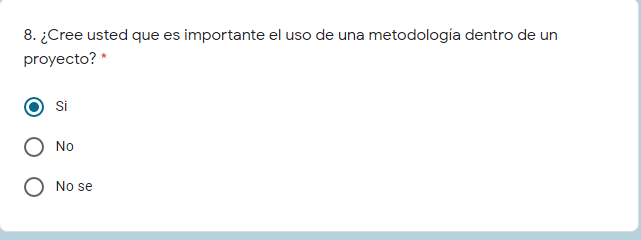 8. ¿Cree usted que es importante el uso de una metodología dentro de un
proyecto? *
Si
No
No se